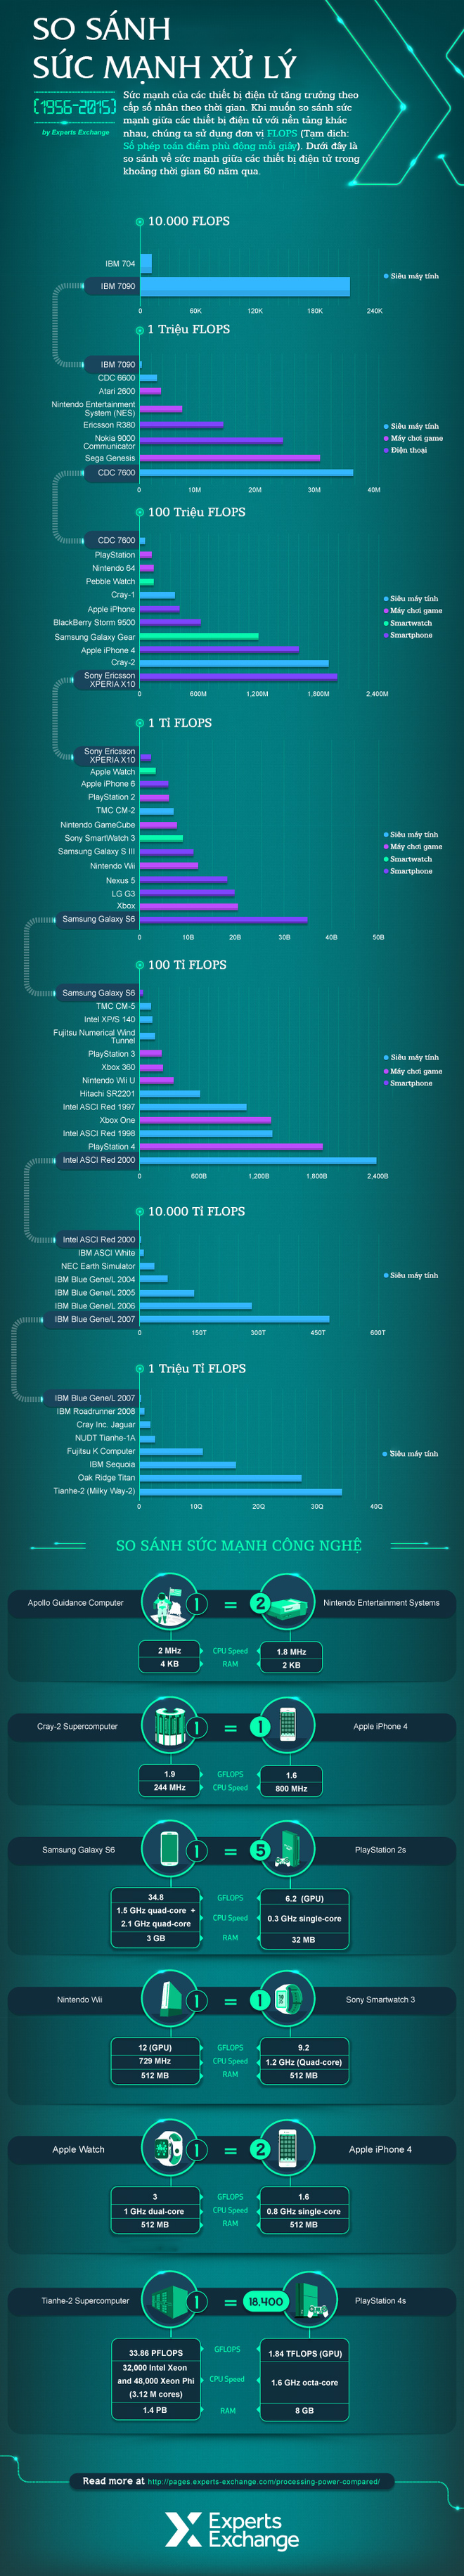 SO SÁNH
SỨC MẠNH XỬ LÝ
(1956-2015)
by Experts Exchange
Sức mạnh của các thiết bị điện tử tăng trưởng theo
cấp số nhân theo thời gian. Khi muốn so sánh sức
mạnh giữa các thiết bị điện tử với nền tảng khác
nhau, chúng ta sử dụng đơn vị FLOPS (Tạm dịch:
Số phép toán điểm phù động mỗi giây). Dưới đây là
so sánh về sức mạnh giữa các thiết bị điện tử trong
khoảng thời gian 60 năm qua.
10.000 FLOPS
IBM 704
IBM 7090
Siêu máy tính
0 60K 120K 180K 240K
1 Triệu FLOPS
IBM 7090
CDC 6600
Atari 2600
Nintendo Entertainment
System (NES)
Ericsson R380
Nokia 9000
Communicator
Sega Genesis
CDC 7600
Siêu máy tính
Máy chơi game
Điện thoại
0 10M 20M 30M 40M
100 Triệu FLOPS
CDC 7600
PlayStation
Nintendo 64
Pebble Watch
Cray-1
Apple iPhone
BlackBerry Storm 9500
Samsung Galaxy Gear
Apple iPhone 4
Cray-2
Sony Ericsson
XPERIA X10
Siêu máy tính
Máy chơi game
Smartwatch
Smartphone
0 600M 1,200M 1,800M 2,400M
1 Tỉ FLOPS
Sony Ericsson
XPERIA X10
Apple Watch
Apple iPhone 6
PlayStation 2
TMC CM-2
Nintendo GameCube
Sony SmartWatch 3
Samsung Galaxy S III
Nintendo Wii
Nexus 5
LG G3
Xbox
Samsung Galaxy S6
Siêu máy tính
Máy chơi game
Smartwatch
Smartphone
0 10B 20B 30B 40B 50B
100 Tỉ FLOPS
Samsung Galaxy S6
TMC CM-5
Intel XP/S 140
Fujitsu Numerical Wind
Tunnel
PlayStation 3
Xbox 360
Nintendo Wii U
Hitachi SR2201
Intel ASCI Red 1997
Xbox One
Intel ASCI Red 1998
PlayStation 4
Intel ASCI Red 2000
Siêu máy tính
Máy chơi game
Smartphone
0 600B 1,200B 1,800B 2,400B
10.000 Tỉ FLOPS
Intel ASCI Red 2000
IBM ASCI White
NEC Earth Simulator
IBM Blue Gene/L 2004
IBM Blue Gene/L 2005
IBM Blue Gene/L 2006
IBM Blue Gene/L 2007
Siêu máy tính
0 150T 300T 450T 600T
1 Triệu Tỉ FLOPS
IBM Blue Gene/L 2007
IBM Roadrunner 2008
Cray Inc. Jaguar
NUDT Tianhe-1A
Fujitsu K Computer
IBM Sequoia
Oak Ridge Titan
Tianhe-2 (Milky Way-2)
Siêu máy tính
0 10Q 20Q 30Q 40Q
SO SÁNH SỨC MẠNH CÔNG NGHỆ
Apollo Guidance Computer 1 = 2 Nintendo Entertainment Systems
2 MHz CPU Speed 1.8 MHz
4 KB RAM 2 KB
Cray-2 Supercomputer 1 = 1 Apple iPhone 4
1.9 GFLOPS 1.6
244 MHz CPU Speed 800 MHz
Samsung Galaxy S6 1 = 5 PlayStation 2s
34.8 GFLOPS 6.2 (GPU)
1.5 GHz quad-core +
2.1 GHz quad-core CPU Speed 0.3 GHz single-core
3 GB RAM 32 MB
Nintendo Wii 1 = 1 Sony Smartwatch 3
12 (GPU) GFLOPS 9.2
729 MHz CPU Speed 1.2 GHz (Quad-core)
512 MB RAM 512 MB
Apple Watch 1 = 2 Apple iPhone 4
3 GFLOPS 1.6
1 GHz dual-core CPU Speed 0.8 GHz single-core
512 MB RAM 512 MB
Tianhe-2 Supercomputer 1 = 18.400 PlayStation 4s
33.86 PFLOPS GFLOPS 1.84 TFLOPS (GPU)
32,000 Intel Xeon
and 48,000 Xeon Phi
(3.12 M cores) CPU Speed 1.6 GHz octa-core
1.4 PB RAM 8 GB
Read more at http://pages.experts-exchange.com/processing-power-compared/
Experts
Exchange